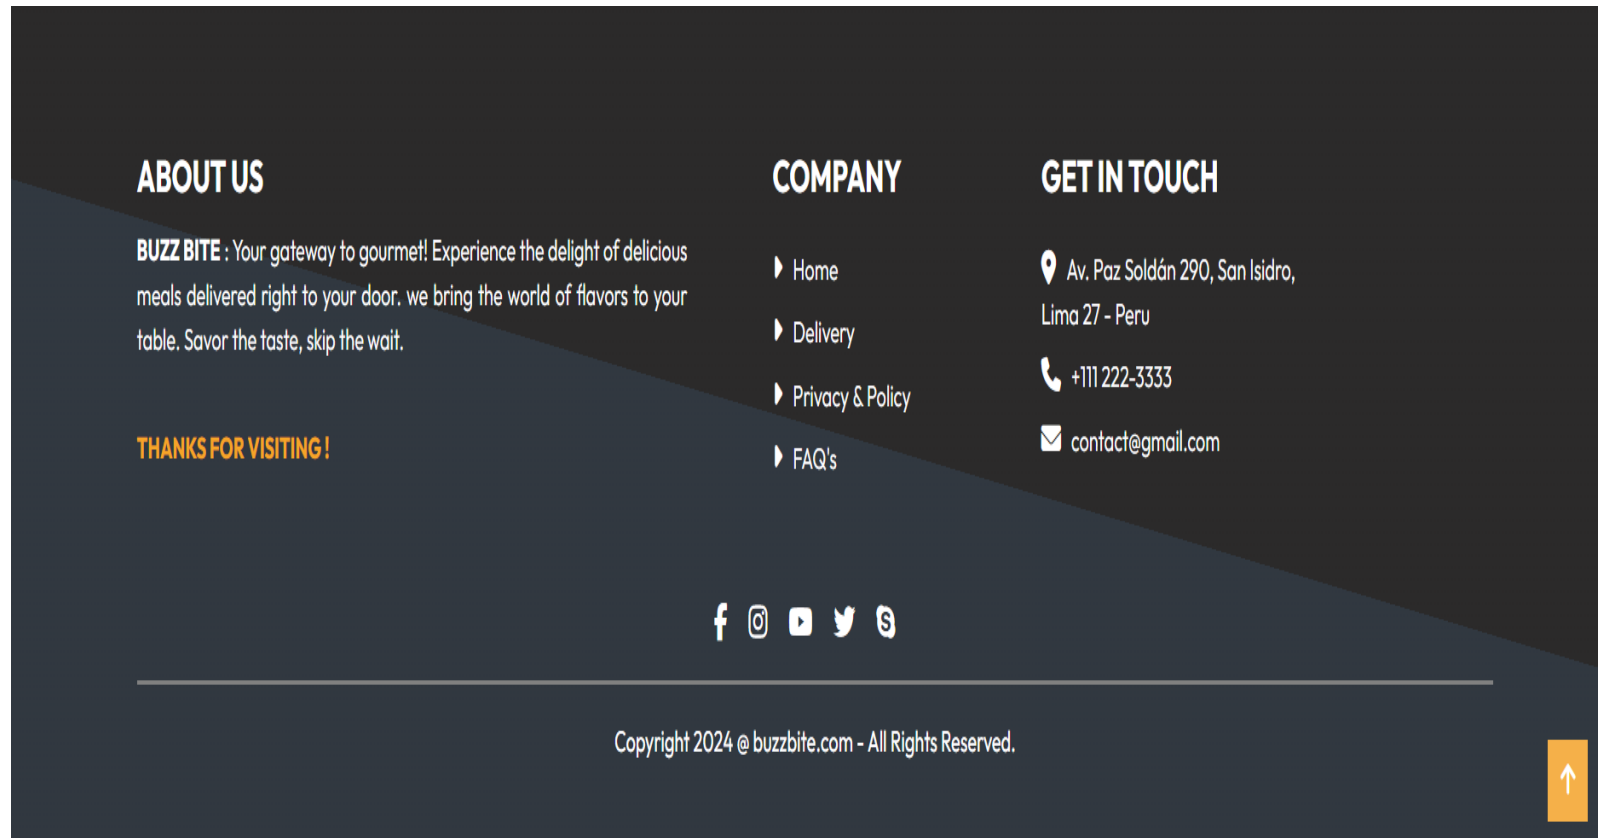 ABOUT US
BUZZ BITE : Your gateway to gourmet! Experience the delight of delicious
meals delivered right to your door. we bring the world of flavors to your
table. Savor the taste, skip the wait.
THANKS FOR VISITING !
COMPANY
Home
Delivery
Privacy & Policy
FAQ's
GET IN TOUCH
Av. Paz Soldán 290, San Isidro,
Lima 27 - Peru
+111 222-3333
contact@gmail.com
Copyright 2024 @ buzzbite.com - All Rights Reserved.